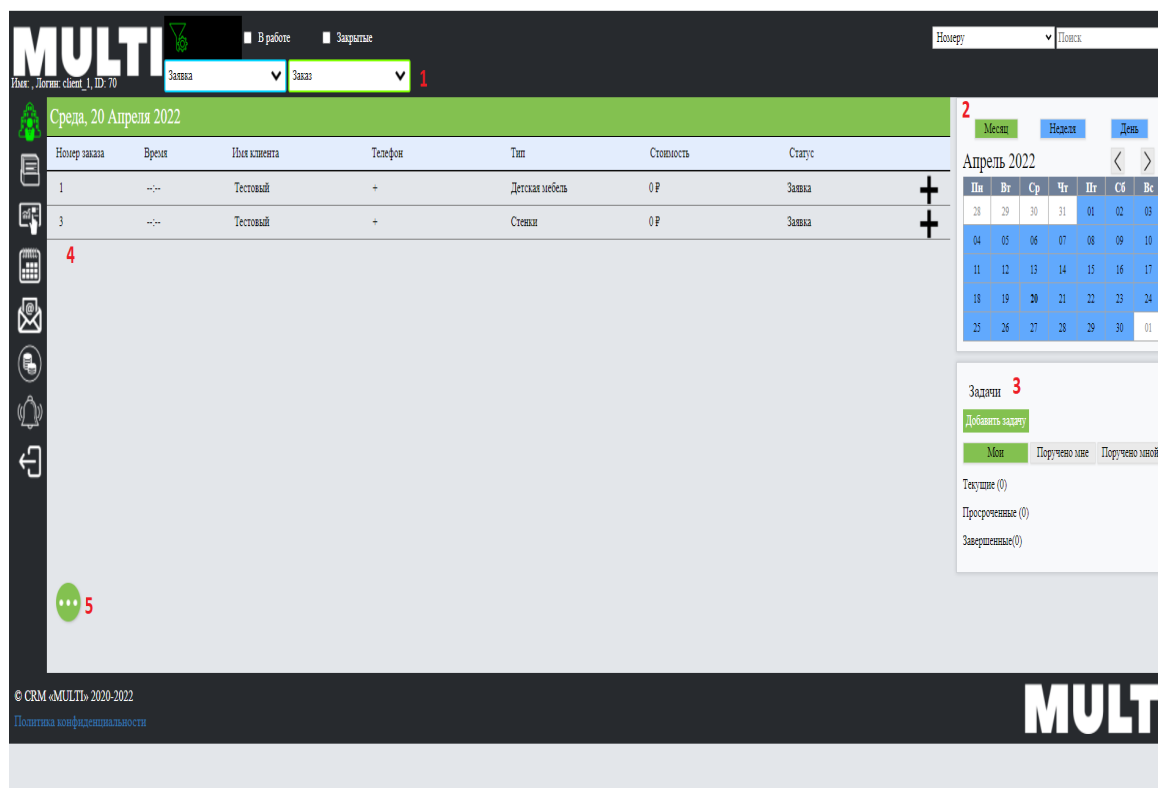 MULTI
В работе
Закрытые
Номеру
Поиск
Имя: , Логин: client_1, ID: 70
Заявка
Заказ
1
Среда, 20 Апреля 2022
Номер заказа Время Имя клиента Телефон Тип Стоимость Статус
1 --:-- Тестовый + Детская мебель 0 ₽ Заявка
3 --:-- Тестовый + Стенки 0 ₽ Заявка
4
5
2
Месяц Неделя День
Апрель 2022
Пн Вт Ср Чт Пт Сб Вс
28 29 30 31 01 02 03
04 05 06 07 08 09 10
11 12 13 14 15 16 17
18 19 20 21 22 23 24
25 26 27 28 29 30 01
Задачи 3
Добавить задачу
Мои Поручено мне Поручено мной
Текущие (0)
Просроченные (0)
Завершенные(0)
© CRM «MULTI» 2020-2022
Политика конфиденциальности
MULT